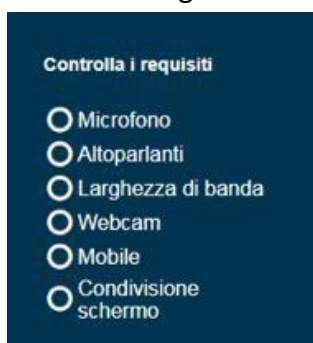 Controlla i requisiti
Microfono
Altoparlanti
Larghezza di banda
Webcam
Mobile
Condivisione
schermo